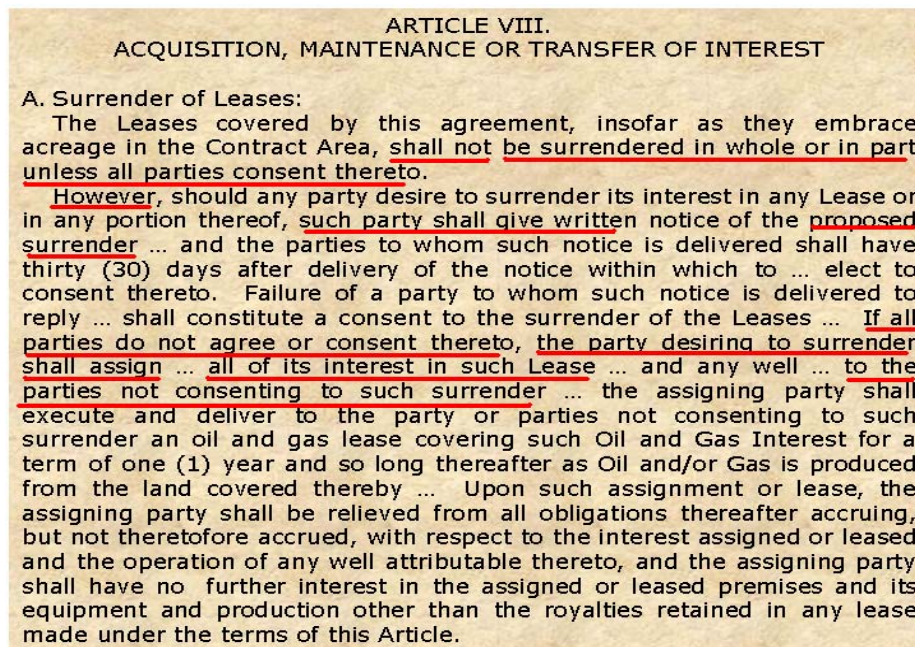 ARTICLE VIII.
ACQUISITION, MAINTENANCE OR TRANSFER OF INTEREST
A. Surrender of Leases:
The Leases covered by this agreement, insofar as they embrace
acreage in the Contract Area, shall not be surrendered in whole or in part
unless all parties consent thereto.
However, should any party desire to surrender its interest in any Lease or
in any portion thereof, such party shall give written notice of the proposed
surrender ... and the parties to whom such notice is delivered shall have
thirty (30) days after delivery of the notice within which to ... elect to
consent thereto. Failure of a party to whom such notice is delivered to
reply ... shall constitute a consent to the surrender of the Leases ... If all
parties do not agree or consent thereto, the party desiring to surrender
shall assign ... all of its interest in such Lease ... and any well ... to the
parties not consenting to such surrender ... the assigning party shall
execute and deliver to the party or parties not consenting to such
surrender an oil and gas lease covering such Oil and Gas Interest for a
term of one (1) year and so long thereafter as Oil and/or Gas is produced
from the land covered thereby ... Upon such assignment or lease, the
assigning party shall be relieved from all obligations thereafter accruing,
but not theretofore accrued, with respect to the interest assigned or leased
and the operation of any well attributable thereto, and the assigning party
shall have no further interest in the assigned or leased premises and its
equipment and production other than the royalties retained in any lease
made under the terms of this Article.